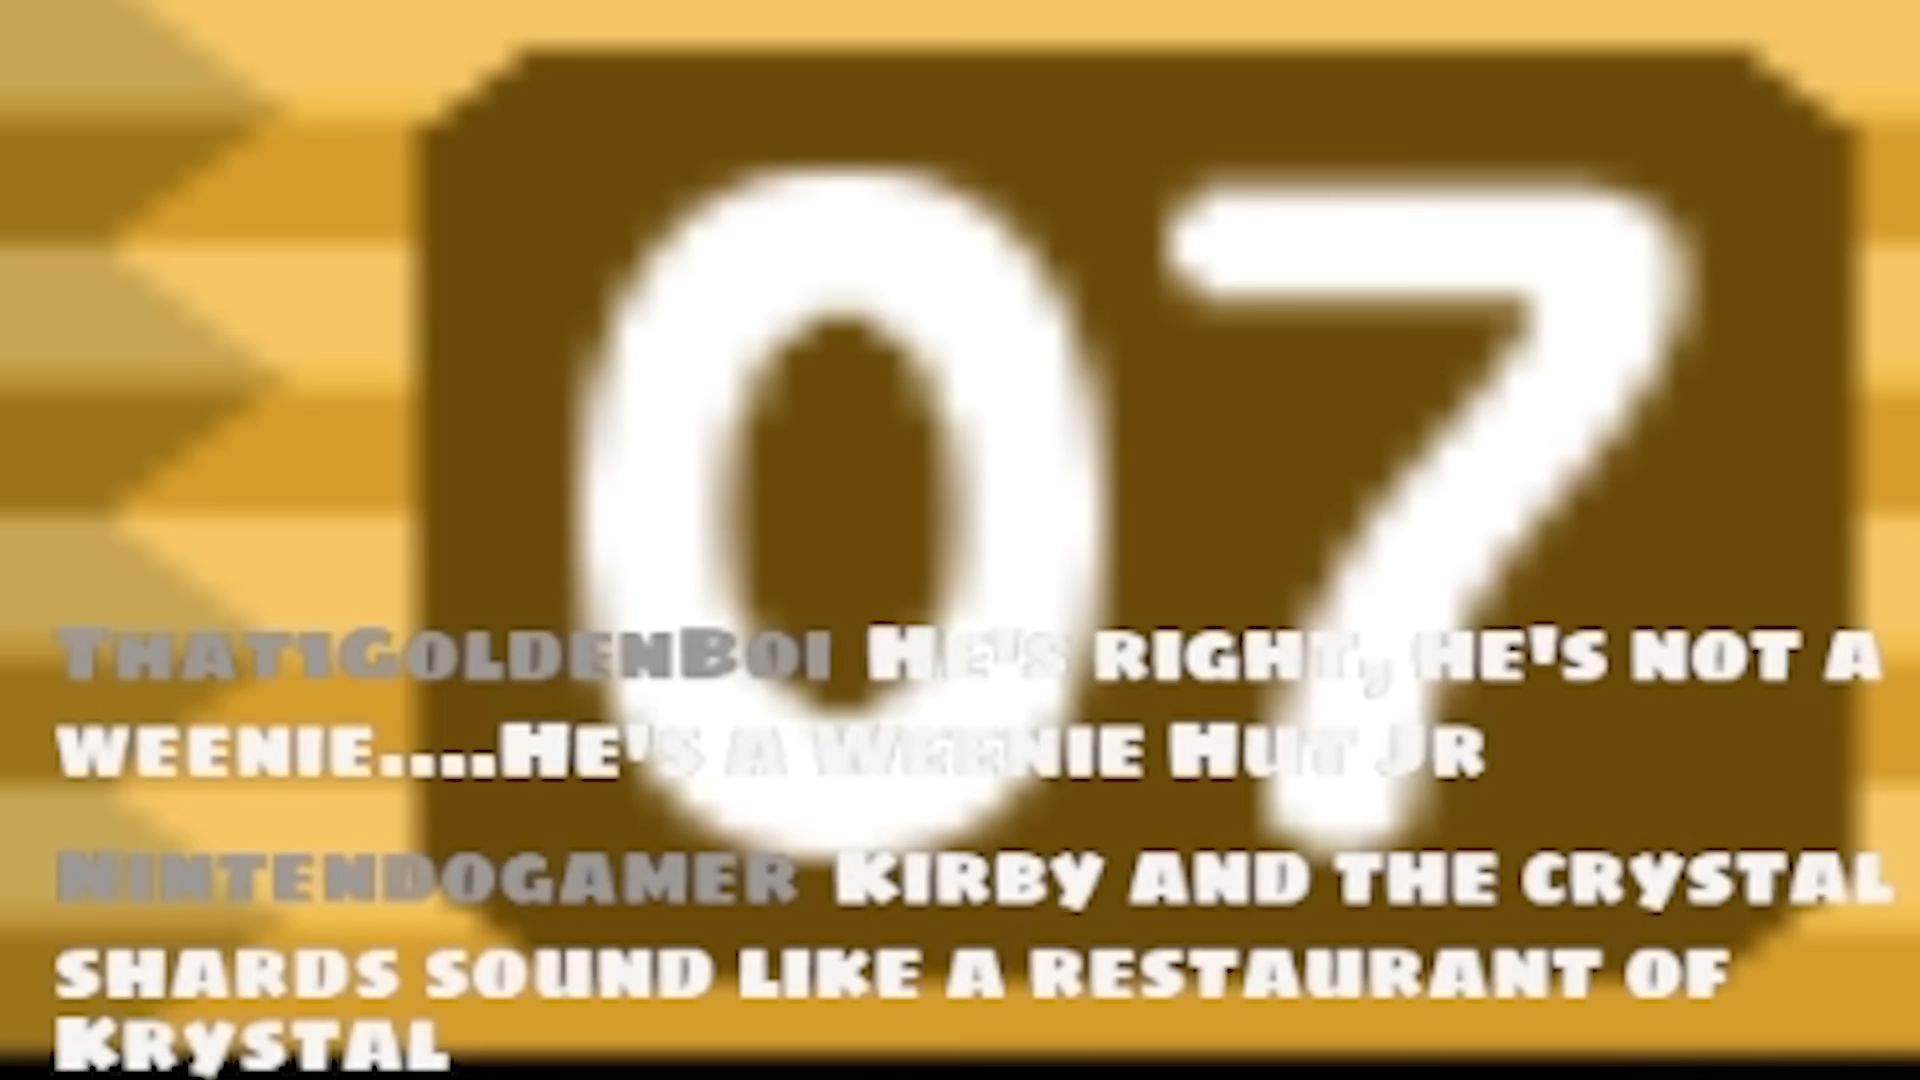 07
That1GoldenBoi He's right, he's not a
weenie....He's a Weenie Hut Jr
Nintendogamer Kirby and the crystal
shards sound like a restaurant of
Krystal